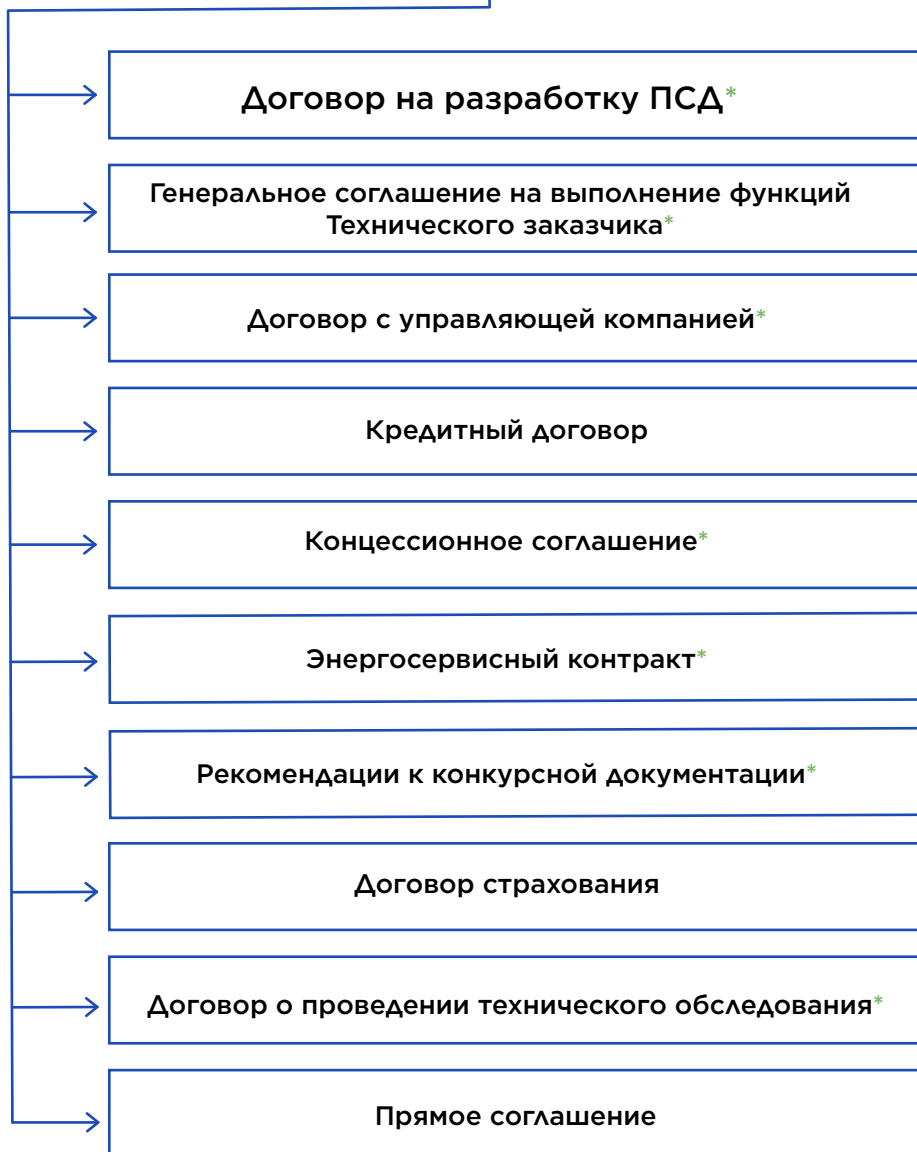 Договор на разработку ПСД*
Генеральное соглашение на выполнение функций
Технического заказчика*
Договор с управляющей компанией*
Кредитный договор
Концессионное соглашение*
Энергосервисный контракт*
Рекомендации к конкурсной документации*
Договор страхования
Договор о проведении технического обследования*
Прямое соглашение